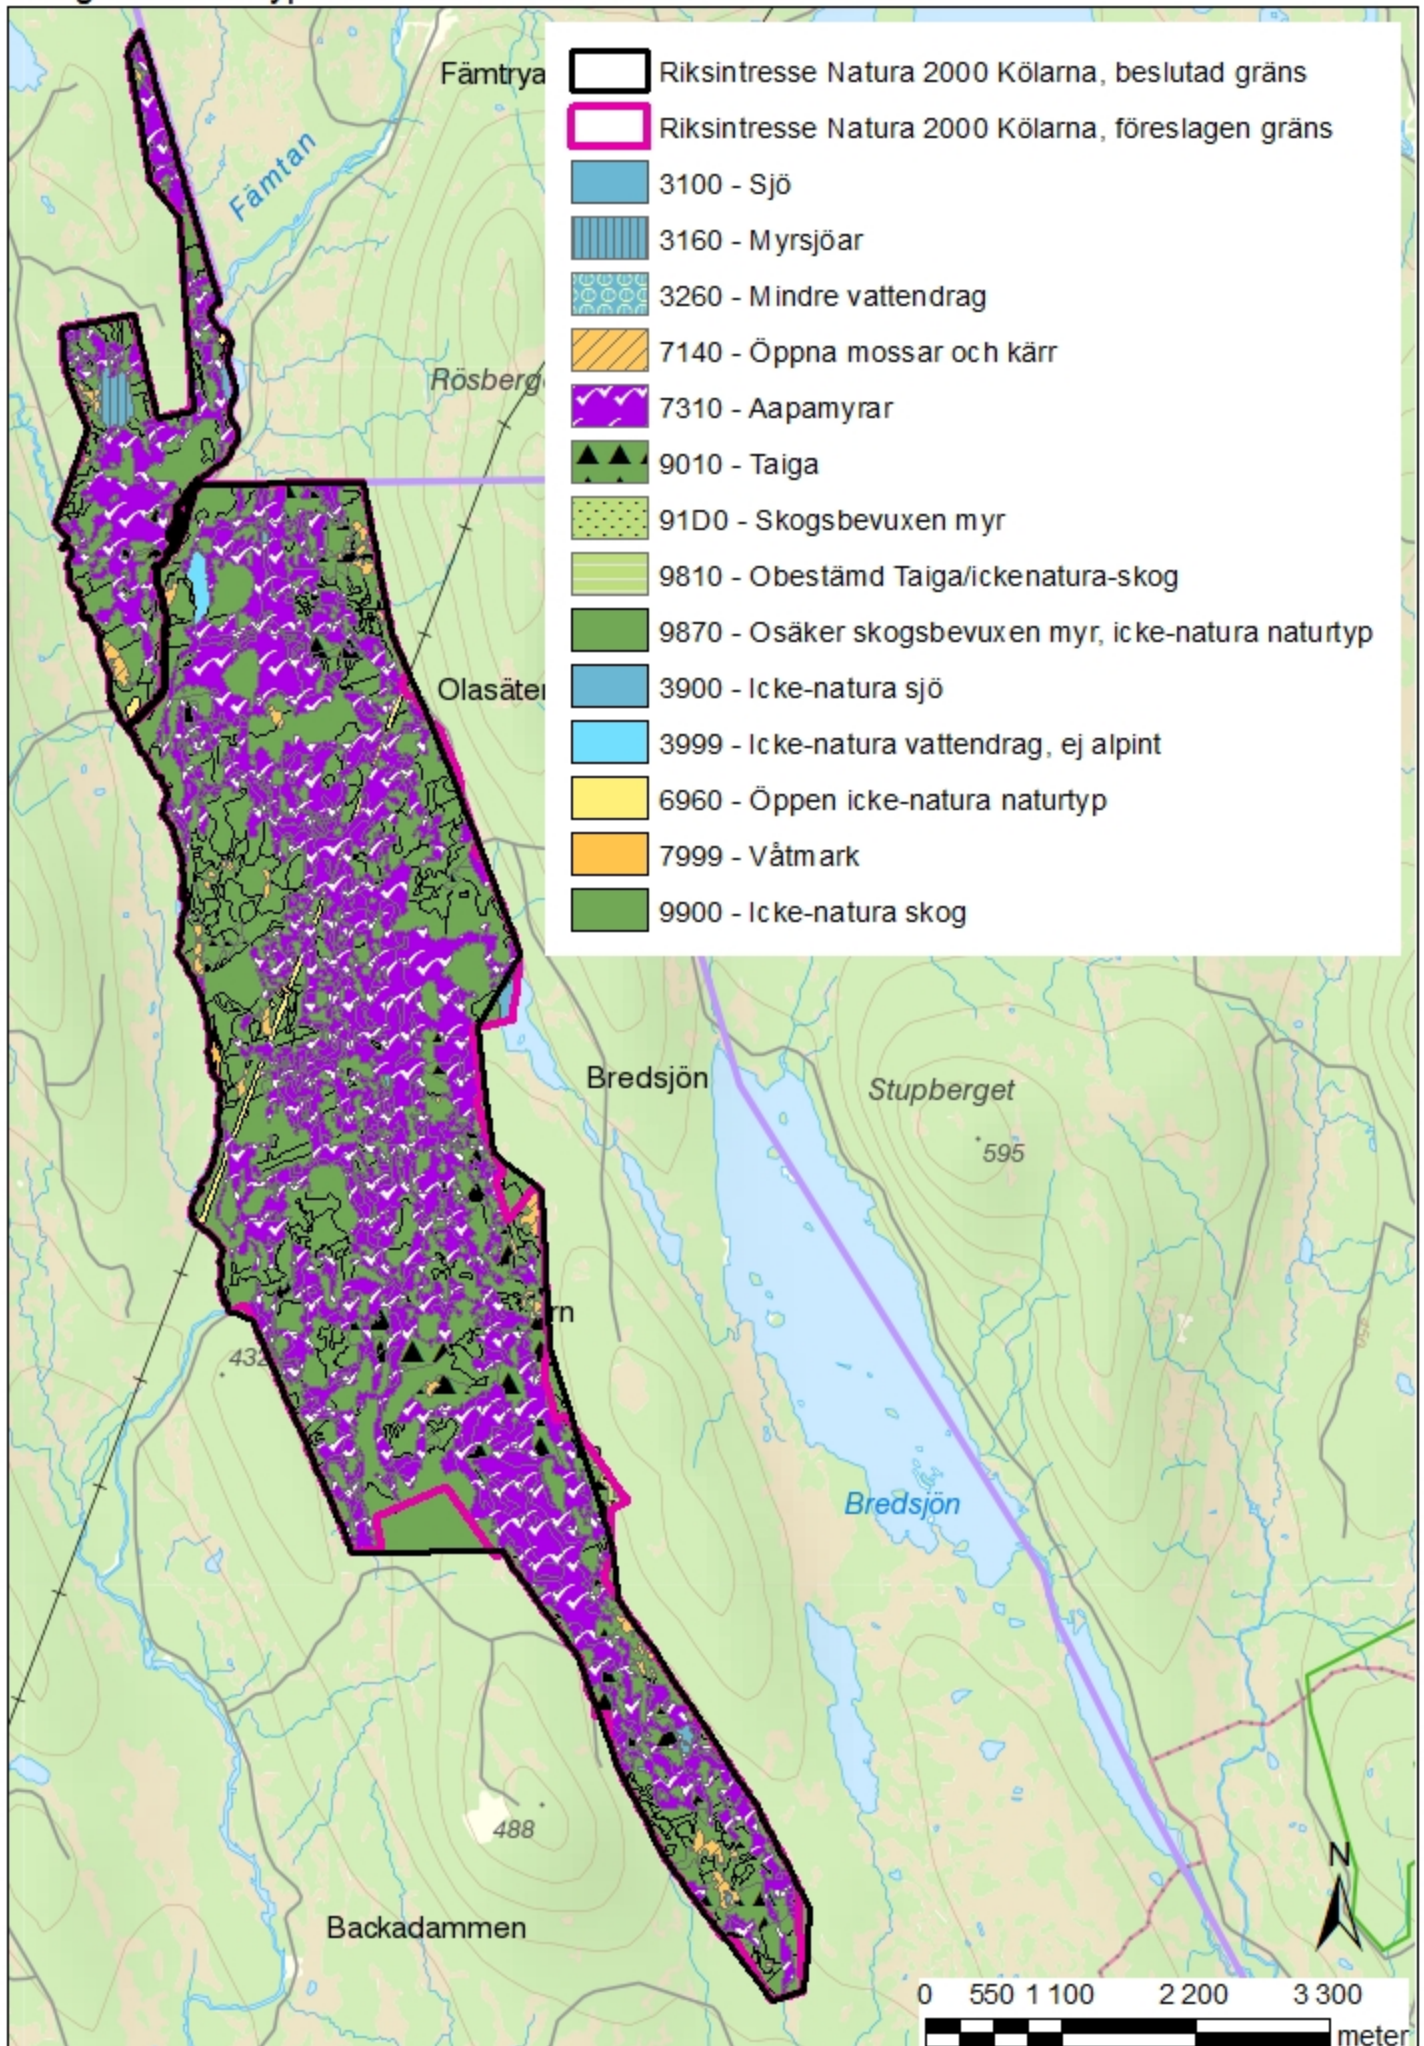 Fämtrya
Fämtan
Rösberg
Olasäter
Riksintresse Natura 2000 Kölarna, beslutad gräns
Riksintresse Natura 2000 Kölarna, föreslagen gräns
3100 - Sjö
3160 - Myrsjöar
3260 - Mindre vattendrag
7140 - Öppna mossar och kärr
7310 - Aapamyrar
9010 - Taiga
91D0 - Skogsbevuxen myr
9810 - Obestämd Taiga/ickenatura-skog
9870 - Osäker skogsbevuxen myr, icke-natura naturtyp
3900 - Icke-natura sjö
3999 - Icke-natura vattendrag, ej alpint
6960 - Öppen icke-natura naturtyp
7999 - Våtmark
9900 - Icke-natura skog
Bredsjön
Stupberget
595
rn
432
450
Bredsjön
488
Backadammen
N
0 550 1 100 2 200 3 300
meter